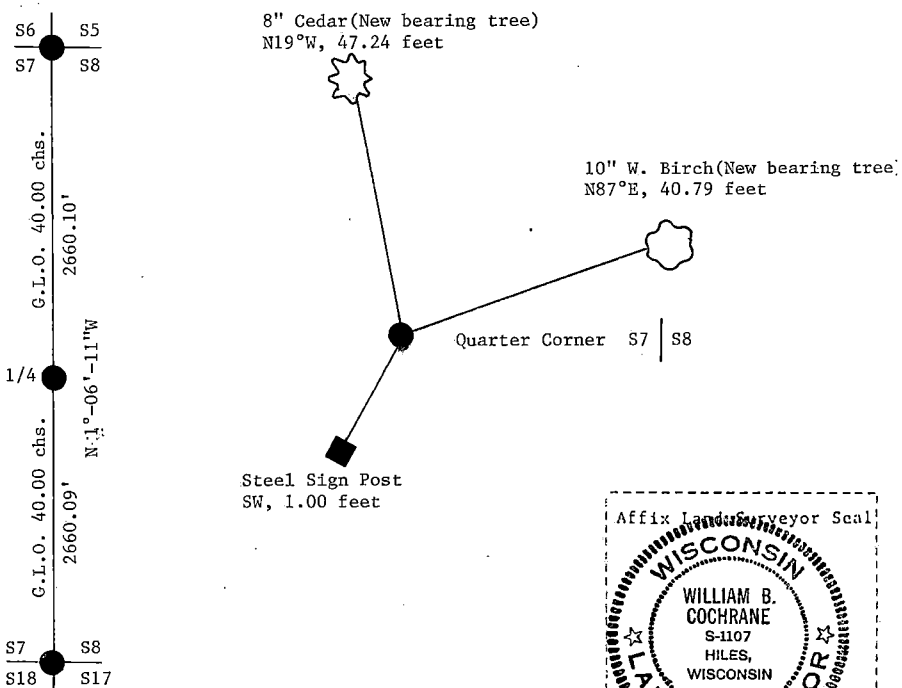 S6 S5
S7 S8
G.L.O. 40.00 chs.
2660.10'
1/4
N 1°-06'-11"W
G.L.O. 40.00 chs.
2660.09'
S7 S8
S18 S17
8" Cedar(New bearing tree)
N19°W, 47.24 feet
10" W. Birch(New bearing tree)
N87°E, 40.79 feet
Quarter Corner S7 S8
Steel Sign Post
SW, 1.00 feet
Affix Land Surveyor Seal
WISCONSIN
WILLIAM B.
COCHRANE
S-1107
HILES,
WISCONSIN